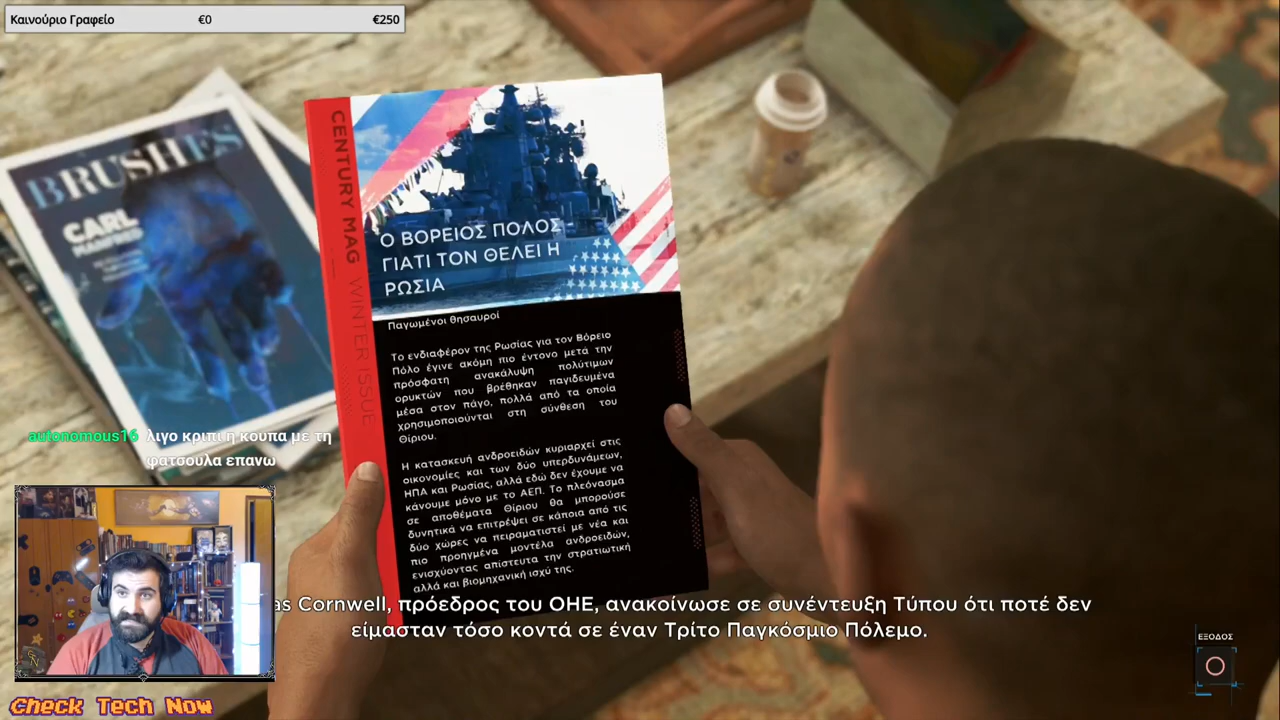 Καινούριο Γραφείο €0 €250
BRUSHES
CARL
CENTURY MAG WINTER ISSUE
Ο ΒΟΡΕΙΟΣ ΠΟΛΟΣ -
ΓΙΑΤΙ ΤΟΝ ΘΕΛΕΙ Η
ΡΩΣΙΑ
Παγωμένοι θησαυροί
Το ενδιαφέρον της Ρωσίας για τον Βόρειο
Πόλο έγινε ακόμη πιο έντονο μετά την
πρόσφατη ανακάλυψη πολύτιμων
ορυκτών που βρέθηκαν παγιδευμένα
μέσα στον πάγο, πολλά από τα οποία
χρησιμοποιούνται στη σύνθεση του
Θίριου.
Η κατασκευή ανδροειδών κυριαρχεί στις
οικονομίες και των δύο υπερδυνάμεων,
ΗΠΑ και Ρωσίας, αλλά εδώ δεν έχουμε να
κάνουμε μόνο με το ΑΕΠ. Το πλεόνασμα
σε αποθέματα Θίριου θα μπορούσε
δυνητικά να επιτρέψει σε κάποια από τις
δύο χώρες να πειραματιστεί με νέα και
πιο προηγμένα μοντέλα ανδροειδών,
ενισχύοντας απίστευτα την στρατιωτική
αλλά και βιομηχανική ισχύ της.
autonomous16 λιγο κριπι η κουπα με τη
φατσουλα επανω
as Cornwell, πρόεδρος του ΟΗΕ, ανακοίνωσε σε συνέντευξη Τύπου ότι ποτέ δεν
είμασταν τόσο κοντά σε έναν Τρίτο Παγκόσμιο Πόλεμο.
ΕΞΟΔΟΣ
Check Tech Now